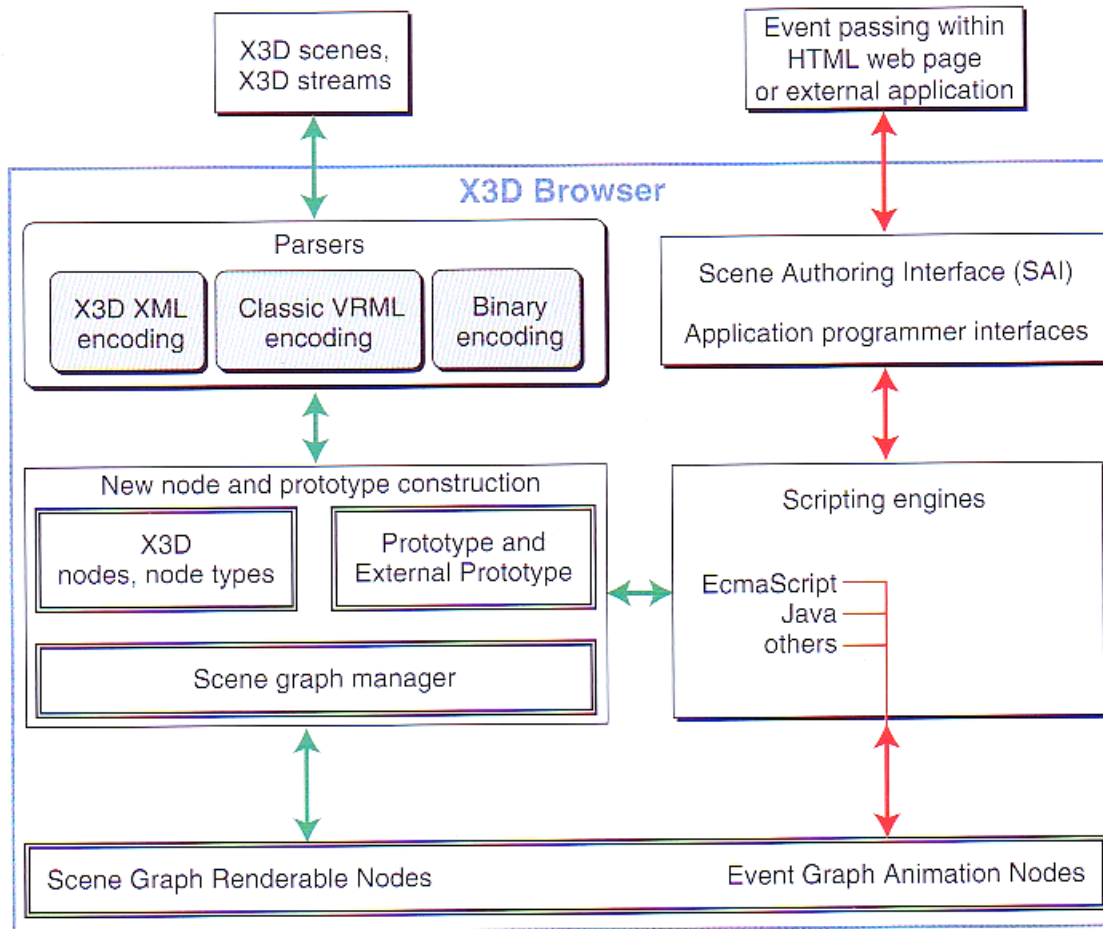 X3D scenes,
X3D streams
Event passing within
HTML web page
or external application
X3D Browser
Parsers
X3D XML
encoding
Classic VRML
encoding
Binary
encoding
Scene Authoring Interface (SAI)
Application programmer interfaces
New node and prototype construction
X3D
nodes, node types
Prototype and
External Prototype
Scene graph manager
Scripting engines
EcmaScript
Java
others
Scene Graph Renderable Nodes
Event Graph Animation Nodes